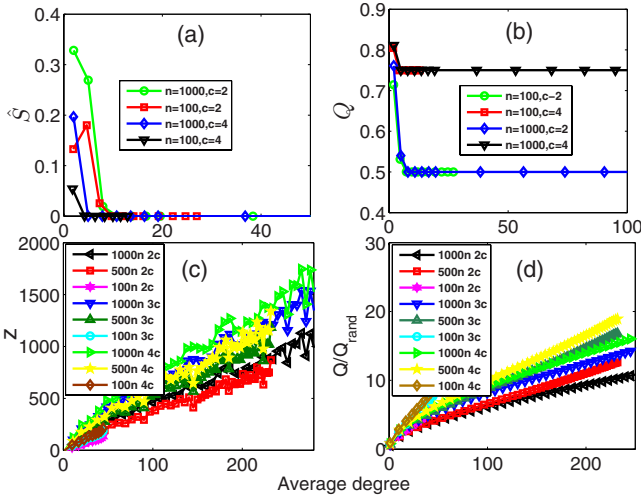 (a)
0.4
0.3
0.2
0.1
0
Ŝ
n=1000,c=2
n=100,c=2
n=1000,c=4
n=100,c=4
0 20 40
(b)
0.9
0.8
0.7
0.6
0.5
0.4
Q
n=100,c-2
n=100,c=4
n=1000,c=2
n=1000,c=4
0 50 100
(c)
2000
1500
1000
500
0
z
1000n 2c
500n 2c
100n 2c
1000n 3c
500n 3c
100n 3c
1000n 4c
500n 4c
100n 4c
0 100 200
(d)
30
20
10
0
Q/Q_rand
1000n 2c
500n 2c
100n 2c
1000n 3c
500n 3c
100n 3c
1000n 4c
500n 4c
100n 4c
0 100 200
Average degree